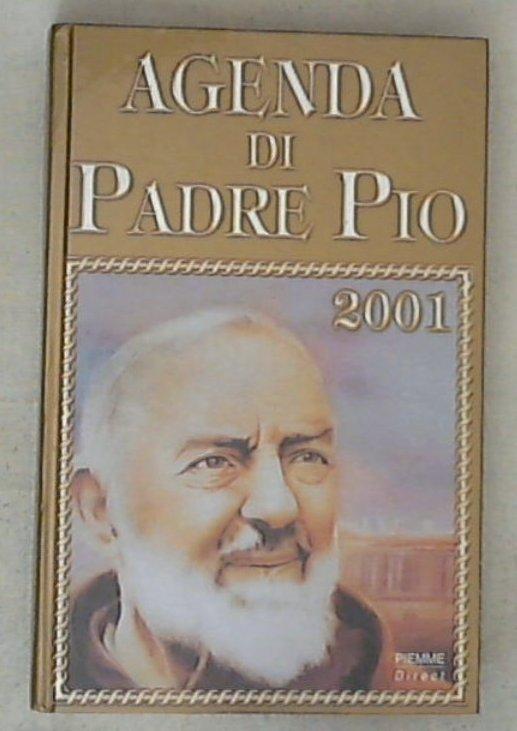 AGENDA
DI
PADRE PIO
2001
PIEMME
Direct